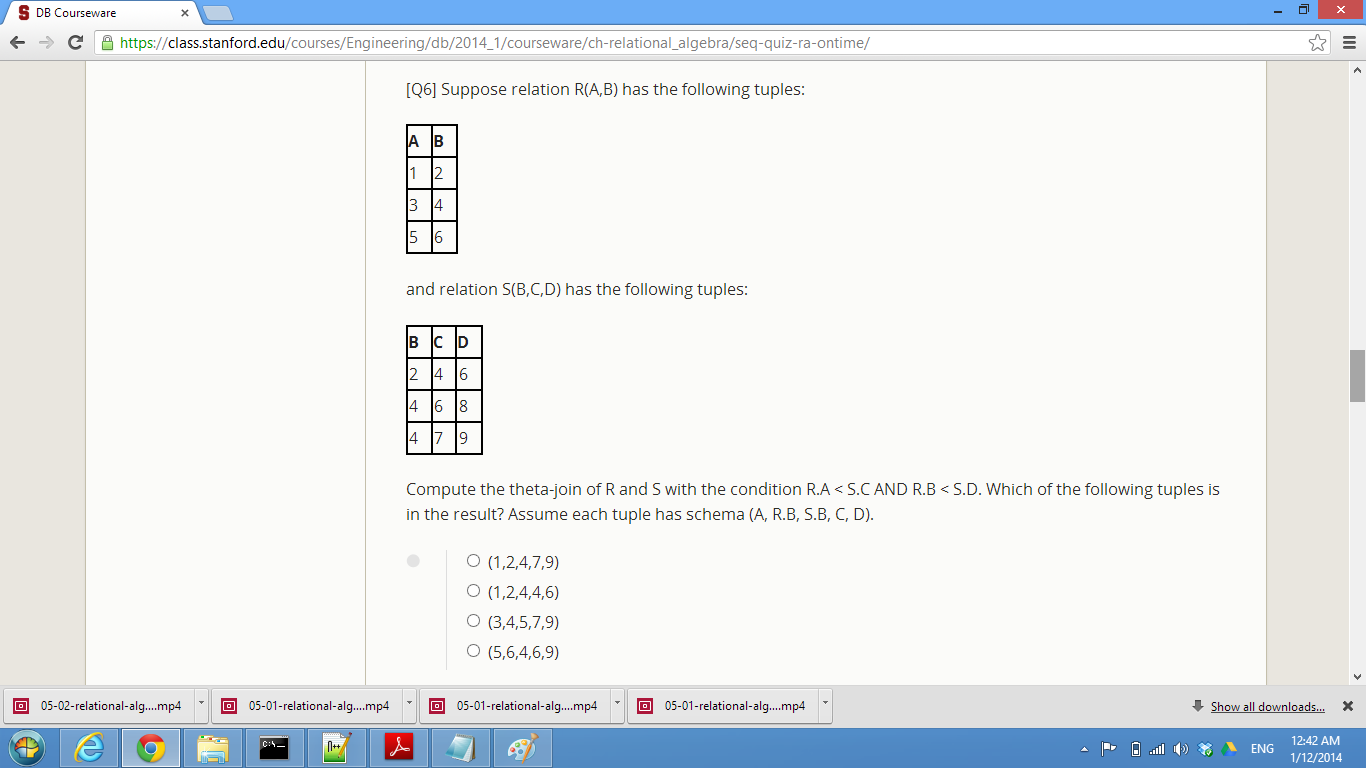 DB Courseware
https://class.stanford.edu/courses/Engineering/db/2014_1/courseware/ch-relational_algebra/seq-quiz-ra-ontime/
[Q6] Suppose relation R(A,B) has the following tuples:
A B
1 2
3 4
5 6
and relation S(B,C,D) has the following tuples:
B C D
2 4 6
4 6 8
4 7 9
Compute the theta-join of R and S with the condition R.A < S.C AND R.B < S.D. Which of the following tuples is
in the result? Assume each tuple has schema (A, R.B, S.B, C, D).
(1,2,4,7,9)
(1,2,4,4,6)
(3,4,5,7,9)
(5,6,4,6,9)
05-02-relational-alg....mp4 05-01-relational-alg....mp4 05-01-relational-alg....mp4 05-01-relational-alg....mp4 Show all downloads...
ENG 12:42 AM
1/12/2014